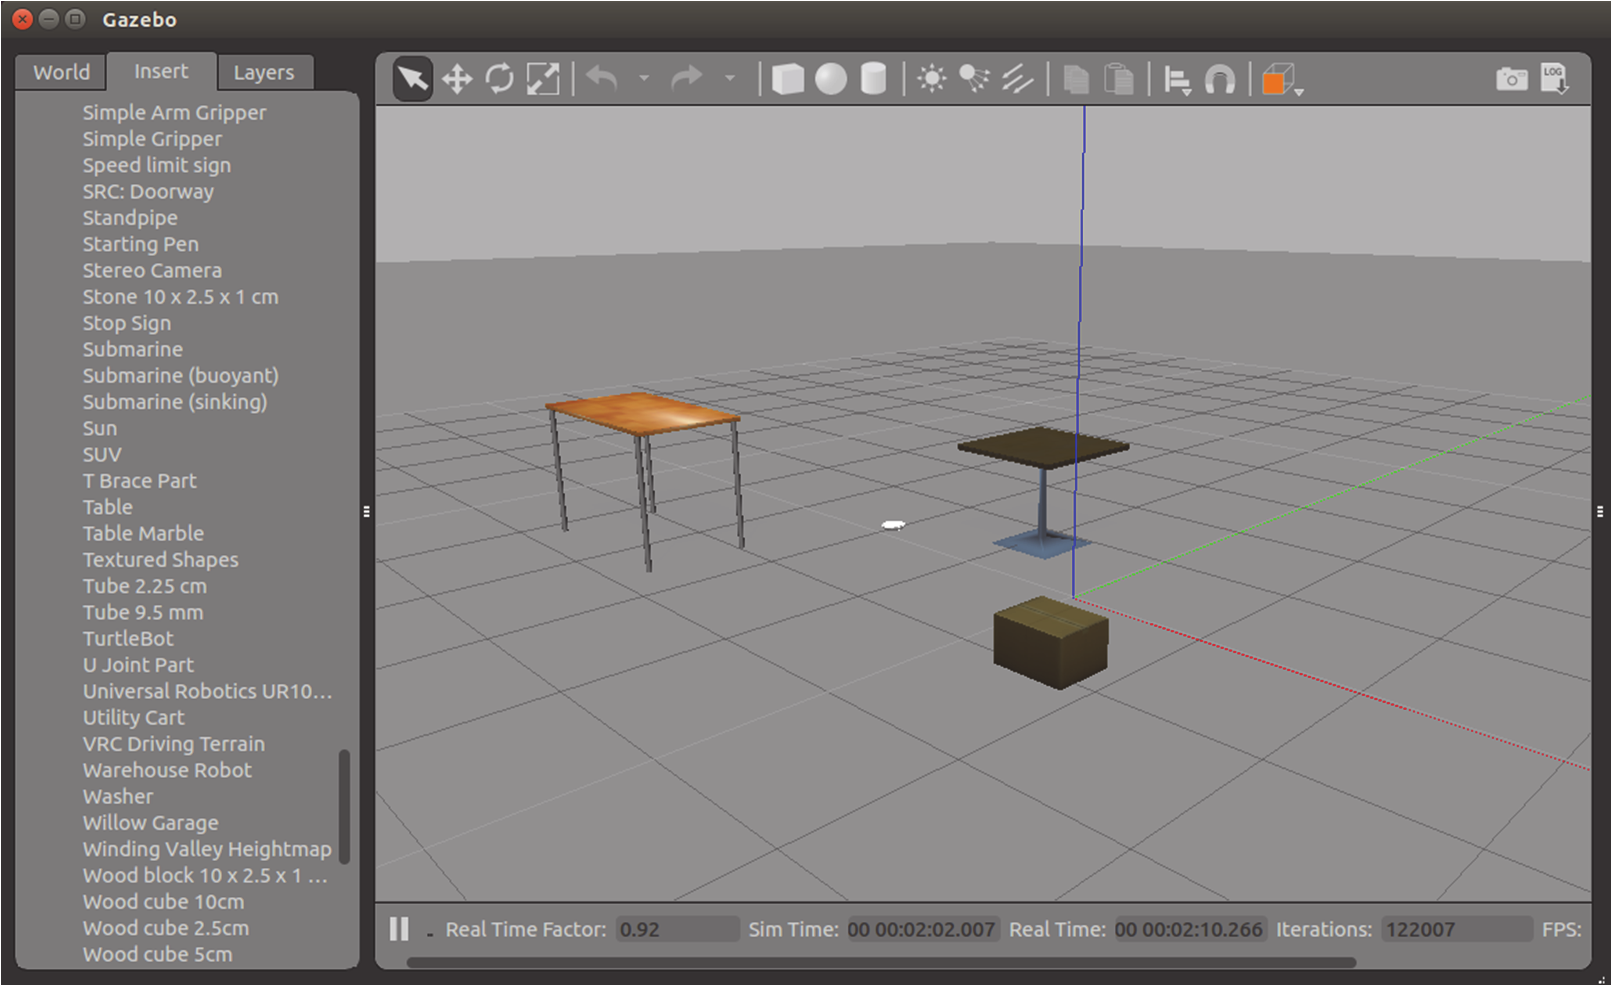 Gazebo
World Insert Layers
LOG
Simple Arm Gripper
Simple Gripper
Speed limit sign
SRC: Doorway
Standpipe
Starting Pen
Stereo Camera
Stone 10 x 2.5 x 1 cm
Stop Sign
Submarine
Submarine (buoyant)
Submarine (sinking)
Sun
SUV
T Brace Part
Table
Table Marble
Textured Shapes
Tube 2.25 cm
Tube 9.5 mm
TurtleBot
U Joint Part
Universal Robotics UR10...
Utility Cart
VRC Driving Terrain
Warehouse Robot
Washer
Willow Garage
Winding Valley Heightmap
Wood block 10 x 2.5 x 1 ...
Wood cube 10cm
Wood cube 2.5cm
Wood cube 5cm
Real Time Factor: 0.92 Sim Time: 00 00:02:02.007 Real Time: 00 00:02:10.266 Iterations: 122007 FPS: